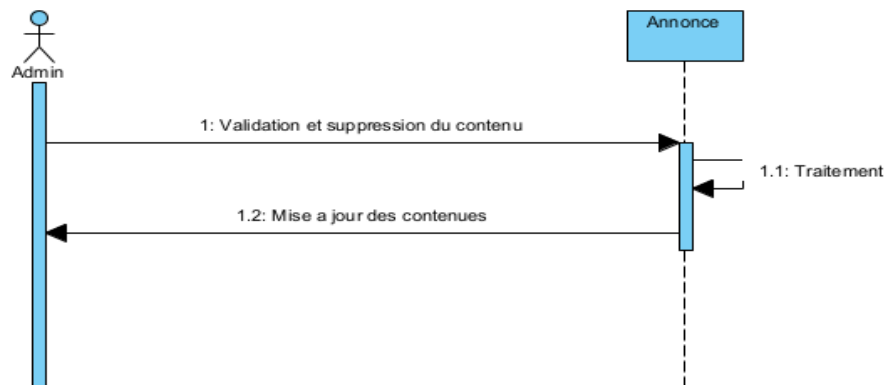 Annonce
Admin
1: Validation et suppression du contenu
1.1: Traitement
1.2: Mise a jour des contenues